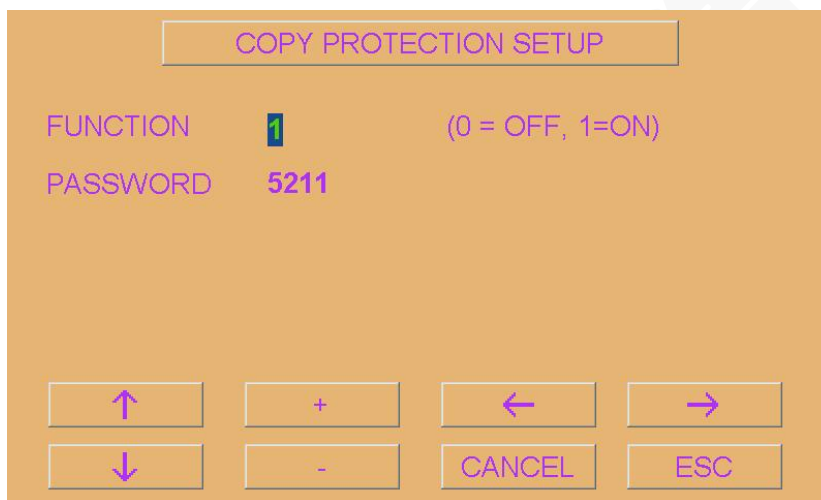 COPY PROTECTION SETUP
FUNCTION 1 (0 = OFF, 1=ON)
PASSWORD 5211
↑ + ← →
↓ - CANCEL ESC